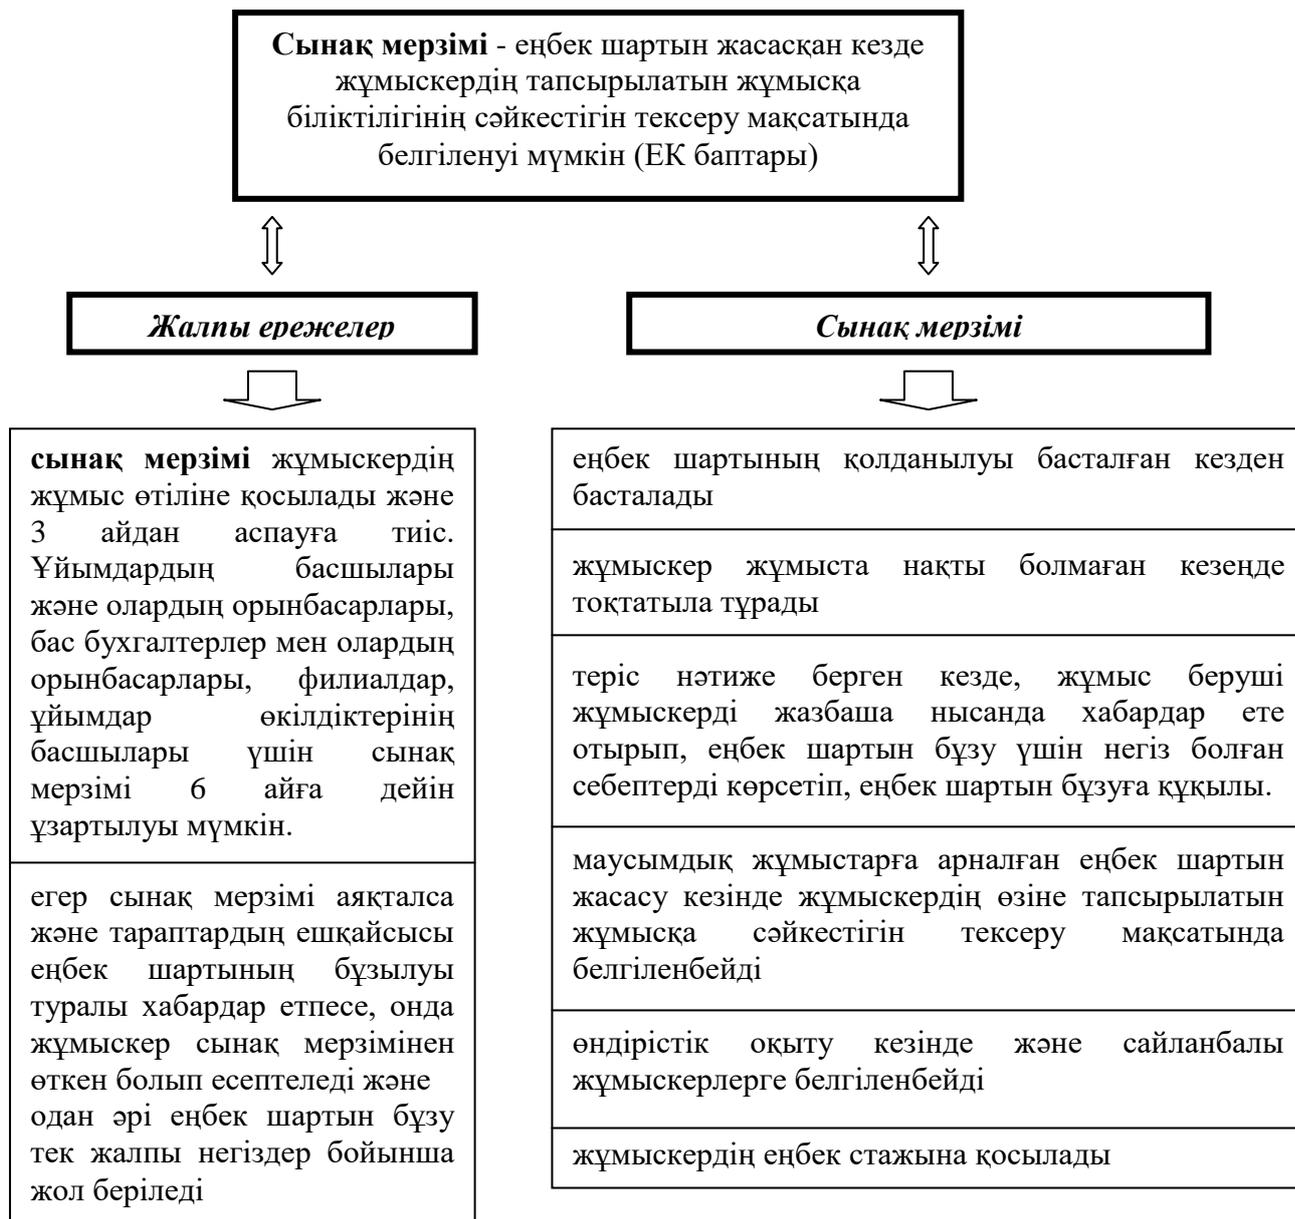 Сынақ мерзімі - еңбек шартын жасасқан кезде
жұмыскердің тапсырылатын жұмысқа
біліктілігінің сәйкестігін тексеру мақсатында
белгіленуі мүмкін (ЕК баптары)
Жалпы ережелер
сынақ мерзімі жұмыскердің
жұмыс өтіліне қосылады және
3 айдан аспауға тиіс.
Ұйымдардың басшылары
және олардың орынбасарлары,
бас бухгалтерлер мен олардың
орынбасарлары, филиалдар,
ұйымдар өкілдіктерінің
басшылары үшін сынақ
мерзімі 6 айға дейін
ұзартылуы мүмкін.
егер сынақ мерзімі аяқталса
және тараптардың ешқайсысы
еңбек шартының бұзылуы
туралы хабардар етпесе, онда
жұмыскер сынақ мерзімінен
өткен болып есептеледі және
одан әрі еңбек шартын бұзу
тек жалпы негіздер бойынша
жол беріледі
Сынақ мерзімі
еңбек шартының қолданылуы басталған кезден
басталады
жұмыскер жұмыста нақты болмаған кезеңде
тоқтатыла тұрады
теріс нәтиже берген кезде, жұмыс беруші
жұмыскерді жазбаша нысанда хабардар ете
отырып, еңбек шартын бұзу үшін негіз болған
себептерді көрсетіп, еңбек шартын бұзуға құқылы.
маусымдық жұмыстарға арналған еңбек шартын
жасасу кезінде жұмыскердің өзіне тапсырылатын
жұмысқа сәйкестігін тексеру мақсатында
белгіленбейді
өндірістік оқыту кезінде және сайланбалы
жұмыскерлерге белгіленбейді
жұмыскердің еңбек стажына қосылады